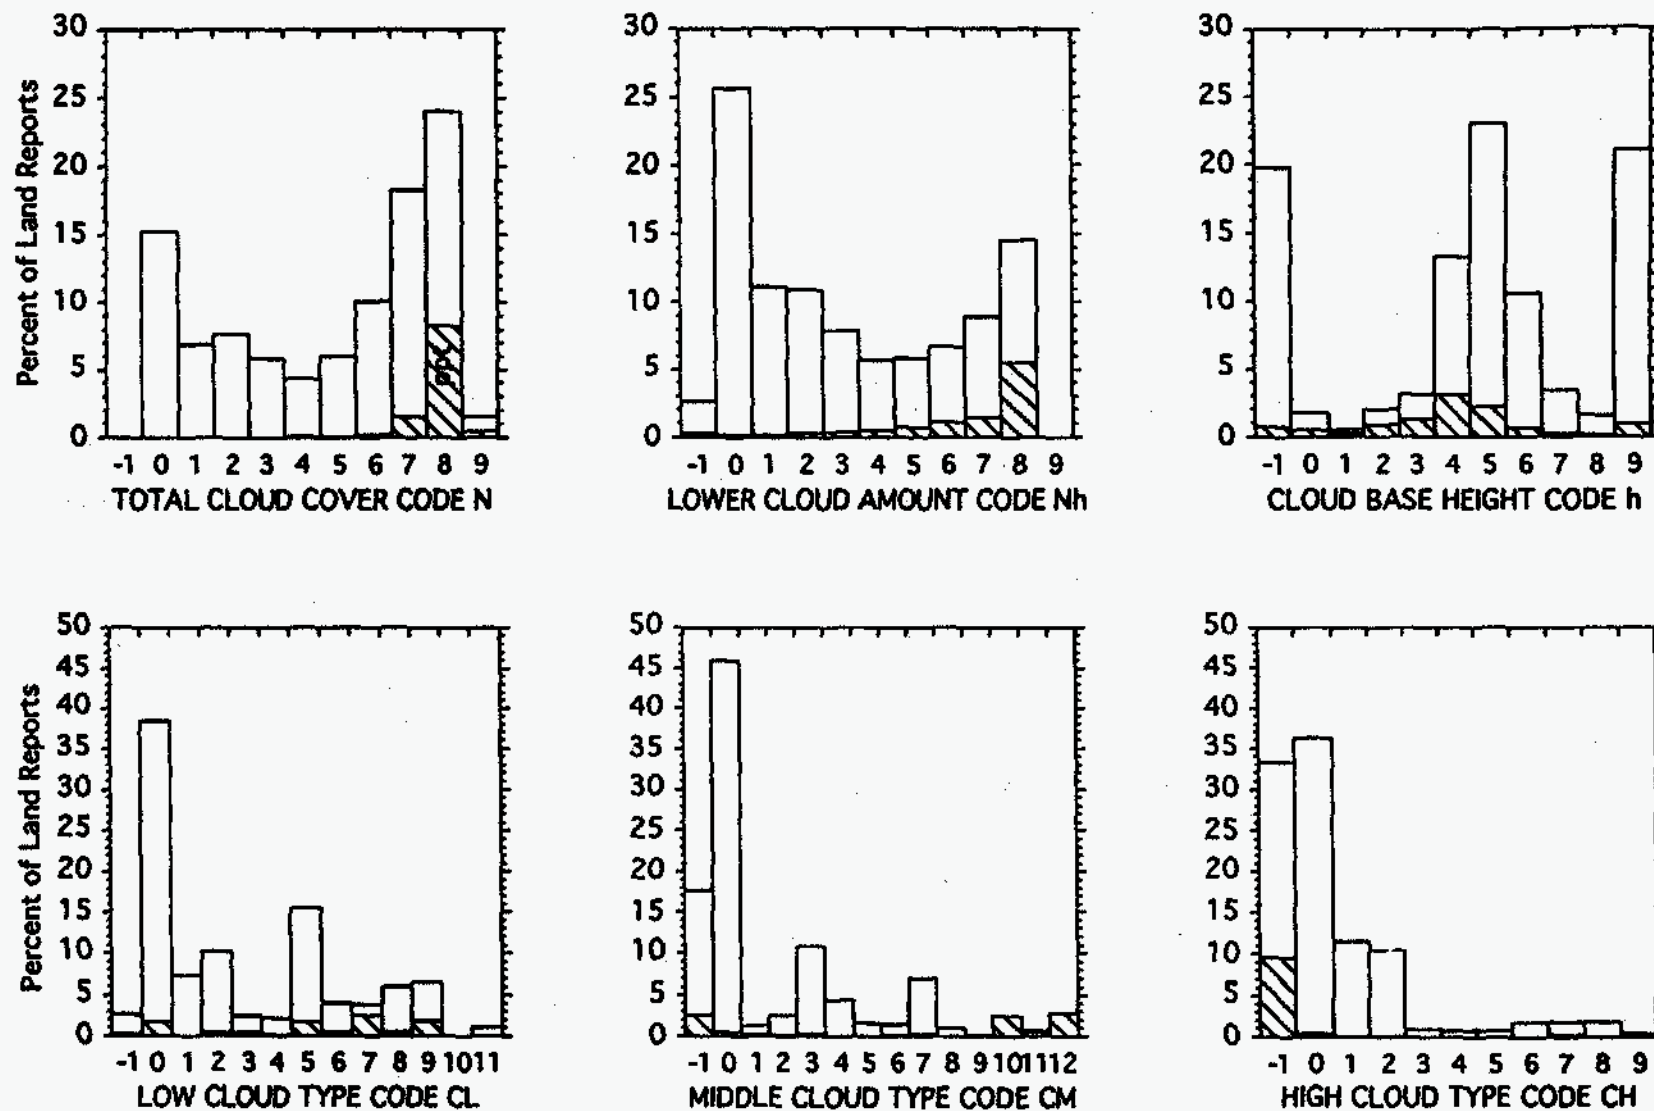 30 25 20 15 10 5 0
Percent of Land Reports
ppt
-1 0 1 2 3 4 5 6 7 8 9
TOTAL CLOUD COVER CODE N
30 25 20 15 10 5 0
-1 0 1 2 3 4 5 6 7 8 9
LOWER CLOUD AMOUNT CODE Nh
30 25 20 15 10 5 0
-1 0 1 2 3 4 5 6 7 8 9
CLOUD BASE HEIGHT CODE h
50 45 40 35 30 25 20 15 10 5 0
Percent of Land Reports
-1 0 1 2 3 4 5 6 7 8 9 10 11
LOW CLOUD TYPE CODE CL
50 45 40 35 30 25 20 15 10 5 0
-1 0 1 2 3 4 5 6 7 8 9 10 11 12
MIDDLE CLOUD TYPE CODE CM
50 45 40 35 30 25 20 15 10 5 0
-1 0 1 2 3 4 5 6 7 8 9
HIGH CLOUD TYPE CODE CH